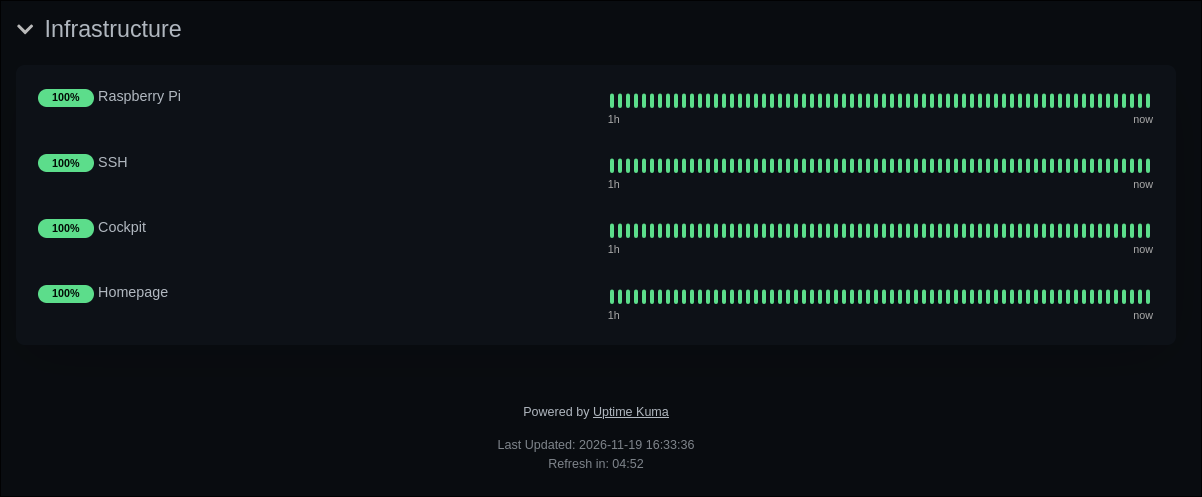 Infrastructure
100% Raspberry Pi
1h now
100% SSH
1h now
100% Cockpit
1h now
100% Homepage
1h now
Powered by Uptime Kuma
Last Updated: 2026-11-19 16:33:36
Refresh in: 04:52